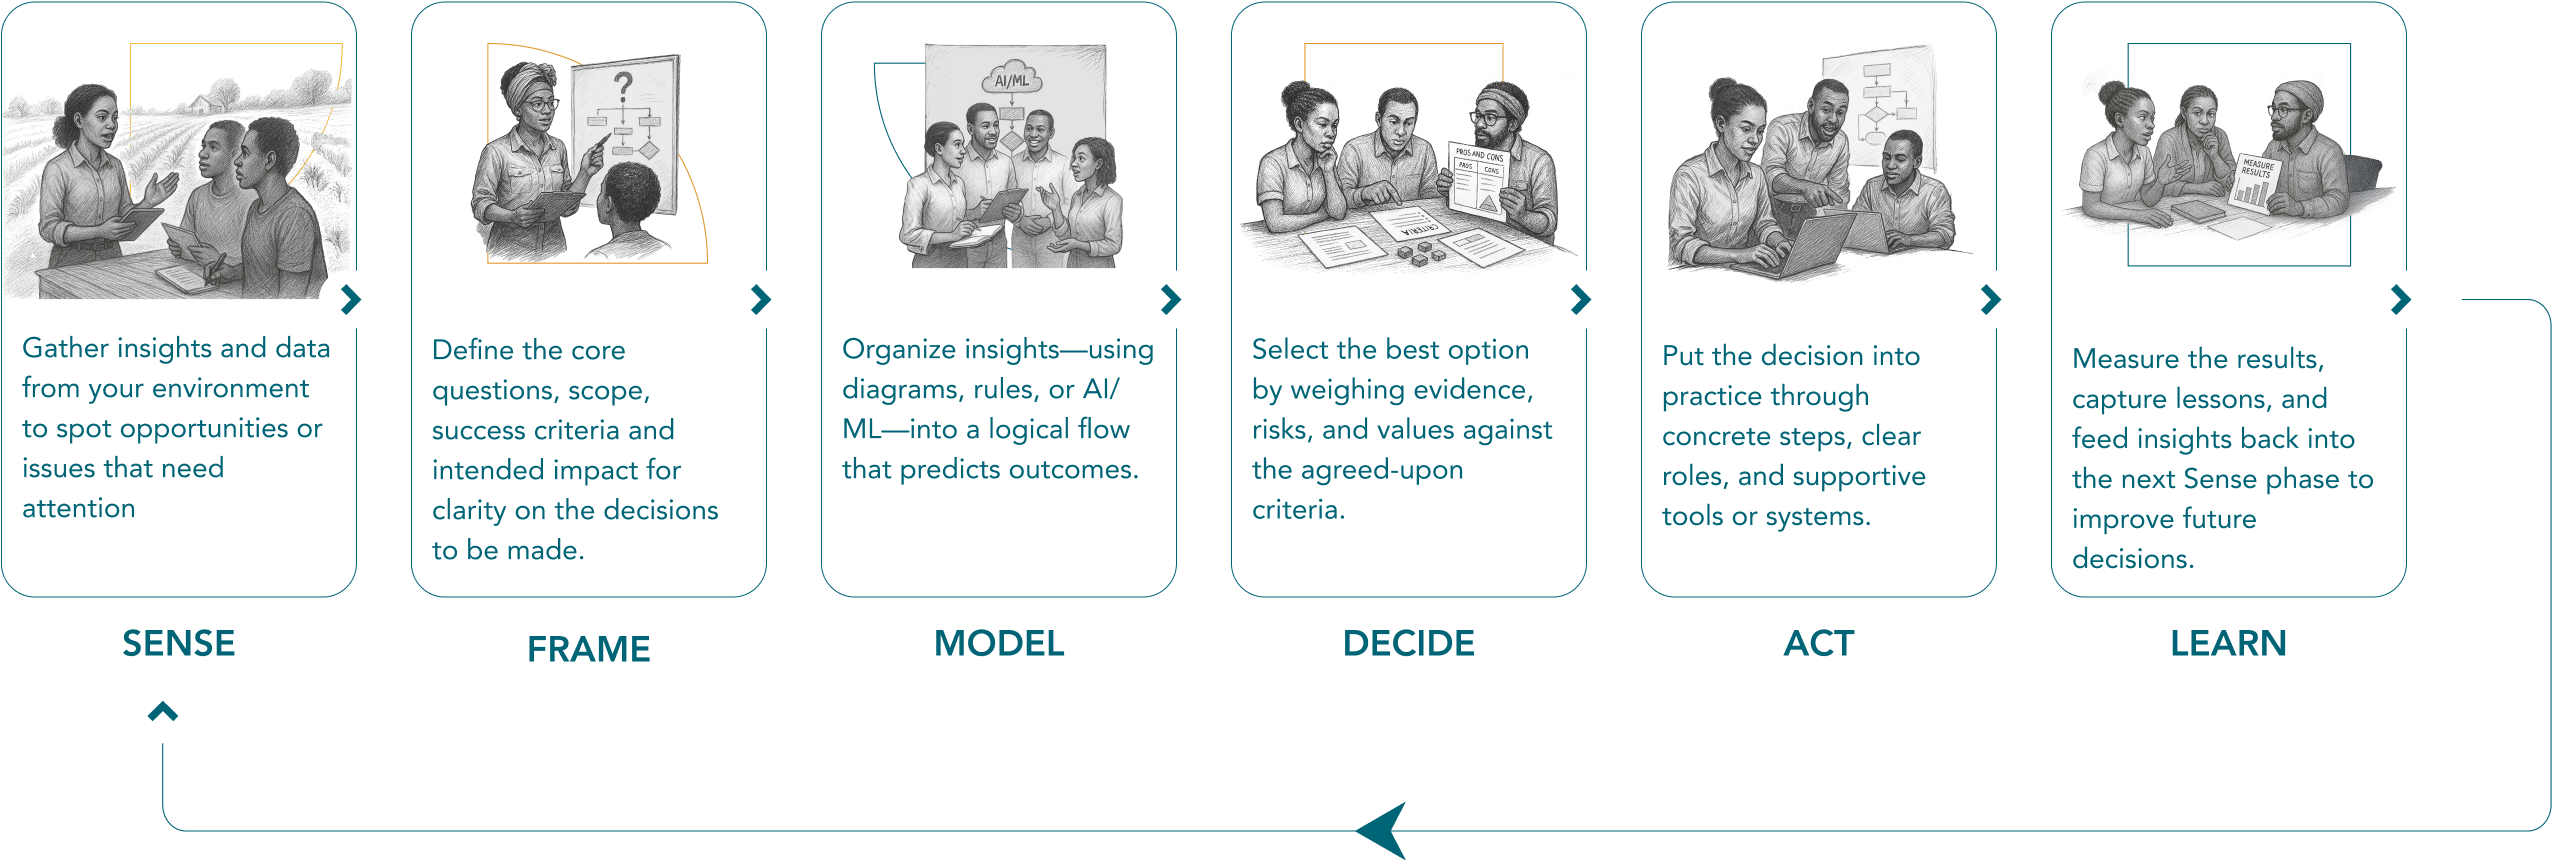 ?
AI/ML
PROS AND CONS
PROS
CONS
CRITERIA
MEASURE
RESULTS
Gather insights and data
from your environment
to spot opportunities or
issues that need
attention
Define the core
questions, scope,
success criteria and
intended impact for
clarity on the decisions
to be made.
Organize insights—using
diagrams, rules, or AI/
ML—into a logical flow
that predicts outcomes.
Select the best option
by weighing evidence,
risks, and values against
the agreed-upon
criteria.
Put the decision into
practice through
concrete steps, clear
roles, and supportive
tools or systems.
Measure the results,
capture lessons, and
feed insights back into
the next Sense phase to
improve future
decisions.
SENSE
FRAME
MODEL
DECIDE
ACT
LEARN